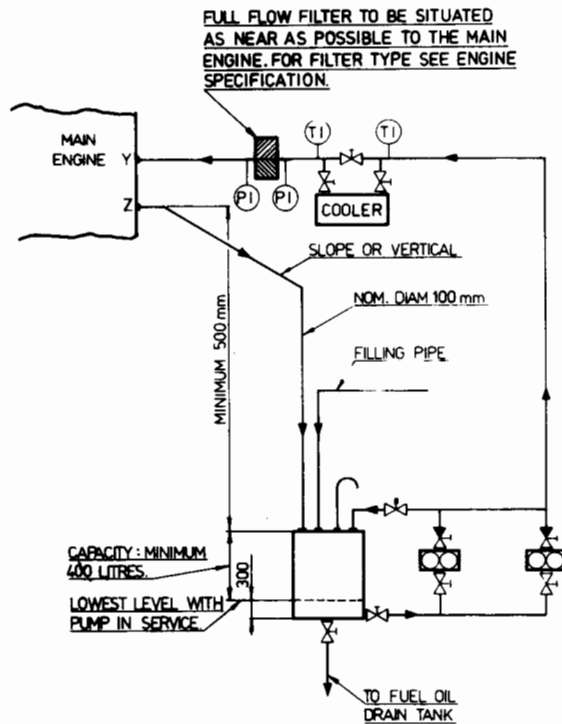 FULL FLOW FILTER TO BE SITUATED
AS NEAR AS POSSIBLE TO THE MAIN
ENGINE. FOR FILTER TYPE SEE ENGINE
SPECIFICATION.
MAIN
ENGINE
Y
Z
TI
TI
PI
PI
COOLER
SLOPE OR VERTICAL
NOM. DIAM 100 mm
MINIMUM 500 mm
FILLING PIPE
CAPACITY: MINIMUM
400 LITRES.
300
LOWEST LEVEL WITH
PUMP IN SERVICE.
TO FUEL OIL
DRAIN TANK